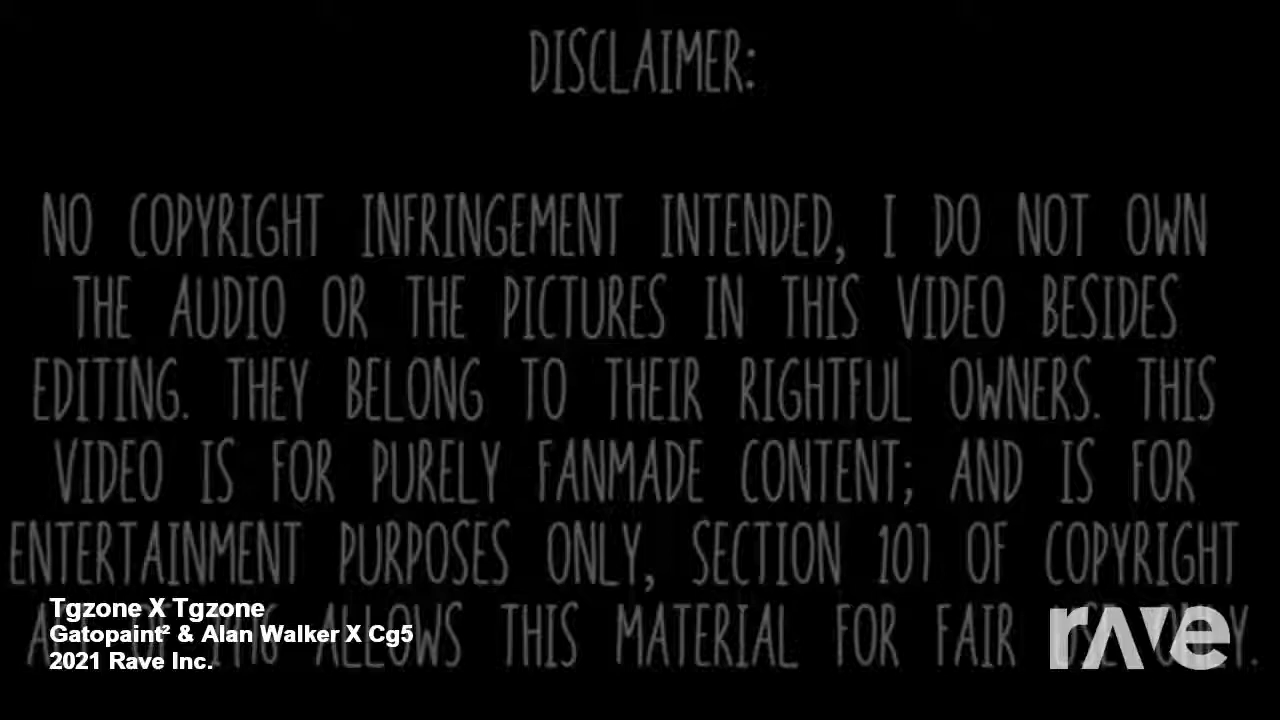 DISCLAIMER:
NO COPYRIGHT INFRINGEMENT INTENDED, I DO NOT OWN
THE AUDIO OR THE PICTURES IN THIS VIDEO BESIDES
EDITING. THEY BELONG TO THEIR RIGHTFUL OWNERS. THIS
VIDEO IS FOR PURELY FANMADE CONTENT; AND IS FOR
ENTERTAINMENT PURPOSES ONLY, SECTION 107 OF COPYRIGHT
ALLOWS THIS MATERIAL FOR FAIR USE ONLY.
Tgzone X Tgzone
Gatopaint² & Alan Walker X Cg5
2021 Rave Inc.
rave